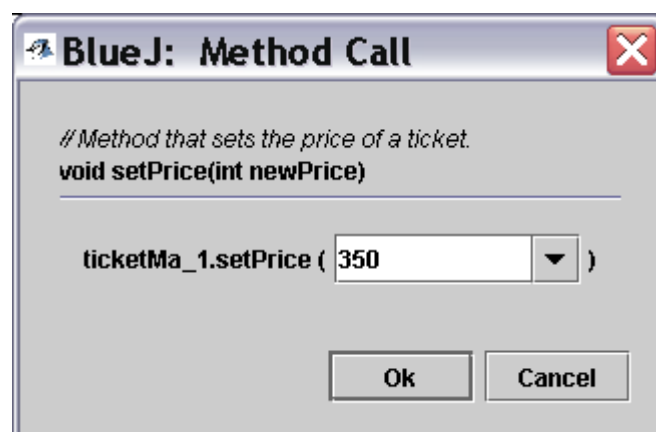 BlueJ: Method Call
//Method that sets the price of a ticket.
void setPrice(int newPrice)
ticketMa_1.setPrice ( 350 )
Ok Cancel